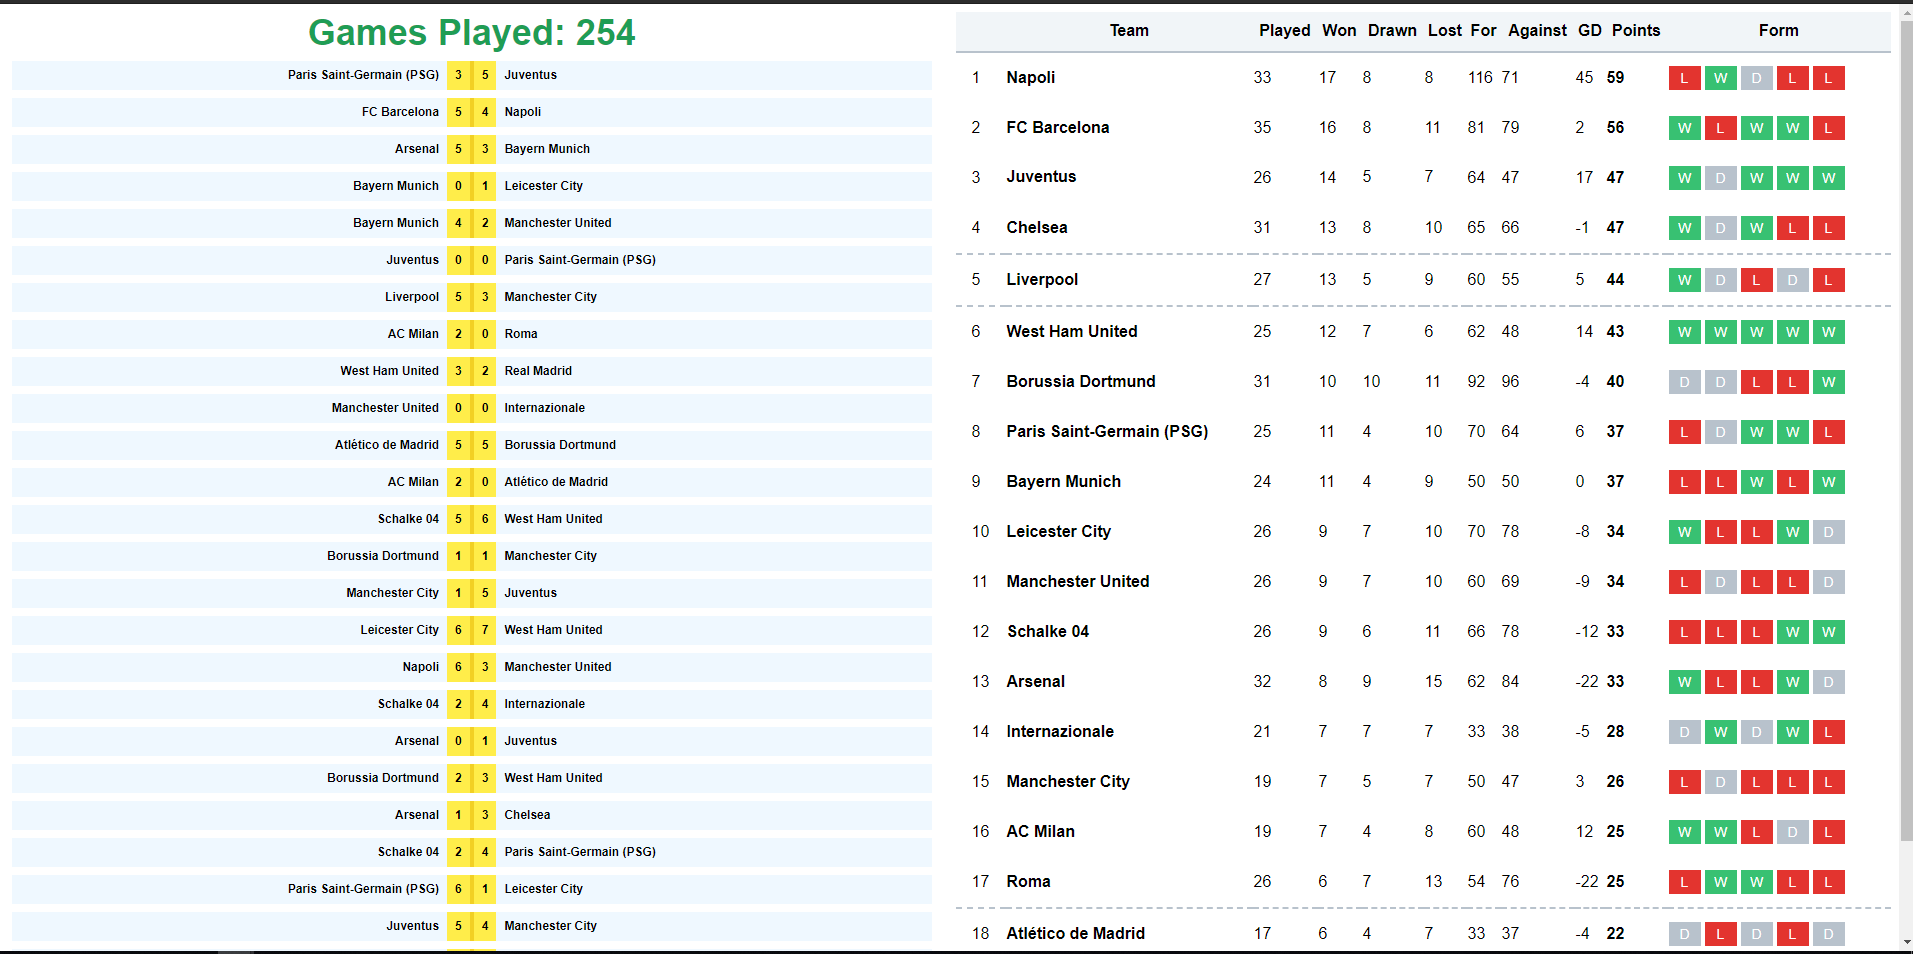 Games Played: 254
Paris Saint-Germain (PSG) 3 5 Juventus
FC Barcelona 5 4 Napoli
Arsenal 5 3 Bayern Munich
Bayern Munich 0 1 Leicester City
Bayern Munich 4 2 Manchester United
Juventus 0 0 Paris Saint-Germain (PSG)
Liverpool 5 3 Manchester City
AC Milan 2 0 Roma
West Ham United 3 2 Real Madrid
Manchester United 0 0 Internazionale
Atlético de Madrid 5 5 Borussia Dortmund
AC Milan 2 0 Atlético de Madrid
Schalke 04 5 6 West Ham United
Borussia Dortmund 1 1 Manchester City
Manchester City 1 5 Juventus
Leicester City 6 7 West Ham United
Napoli 6 3 Manchester United
Schalke 04 2 4 Internazionale
Arsenal 0 1 Juventus
Borussia Dortmund 2 3 West Ham United
Arsenal 1 3 Chelsea
Schalke 04 2 4 Paris Saint-Germain (PSG)
Paris Saint-Germain (PSG) 6 1 Leicester City
Juventus 5 4 Manchester City
Team Played Won Drawn Lost For Against GD Points Form
1 Napoli 33 17 8 8 116 71 45 59 L W D L L
2 FC Barcelona 35 16 8 11 81 79 2 56 W L W W L
3 Juventus 26 14 5 7 64 47 17 47 W D W W W
4 Chelsea 31 13 8 10 65 66 -1 47 W D W L L
5 Liverpool 27 13 5 9 60 55 5 44 W D L D L
6 West Ham United 25 12 7 6 62 48 14 43 W W W W W
7 Borussia Dortmund 31 10 10 11 92 96 -4 40 D D L L W
8 Paris Saint-Germain (PSG) 25 11 4 10 70 64 6 37 L D W W L
9 Bayern Munich 24 11 4 9 50 50 0 37 L L W L W
10 Leicester City 26 9 7 10 70 78 -8 34 W L L W D
11 Manchester United 26 9 7 10 60 69 -9 34 L D L L D
12 Schalke 04 26 9 6 11 66 78 -12 33 L L L W W
13 Arsenal 32 8 9 15 62 84 -22 33 W L L W D
14 Internazionale 21 7 7 7 33 38 -5 28 D W D W L
15 Manchester City 19 7 5 7 50 47 3 26 L D L L L
16 AC Milan 19 7 4 8 60 48 12 25 W W L D L
17 Roma 26 6 7 13 54 76 -22 25 L W W L L
18 Atlético de Madrid 17 6 4 7 33 37 -4 22 D L D L D